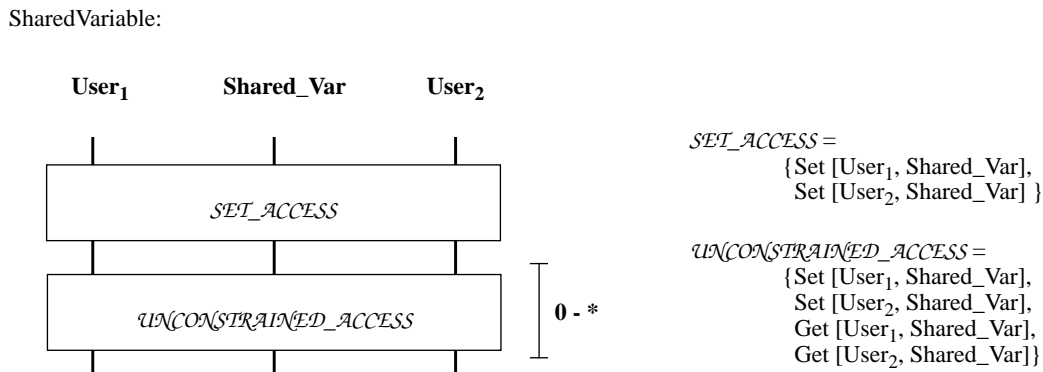 SharedVariable:
User₁ Shared_Var User₂
SET_ACCESS
UNCONSTRAINED_ACCESS
0 - *
SET_ACCESS =
{Set [User₁, Shared_Var],
Set [User₂, Shared_Var] }
UNCONSTRAINED_ACCESS =
{Set [User₁, Shared_Var],
Set [User₂, Shared_Var],
Get [User₁, Shared_Var],
Get [User₂, Shared_Var]}